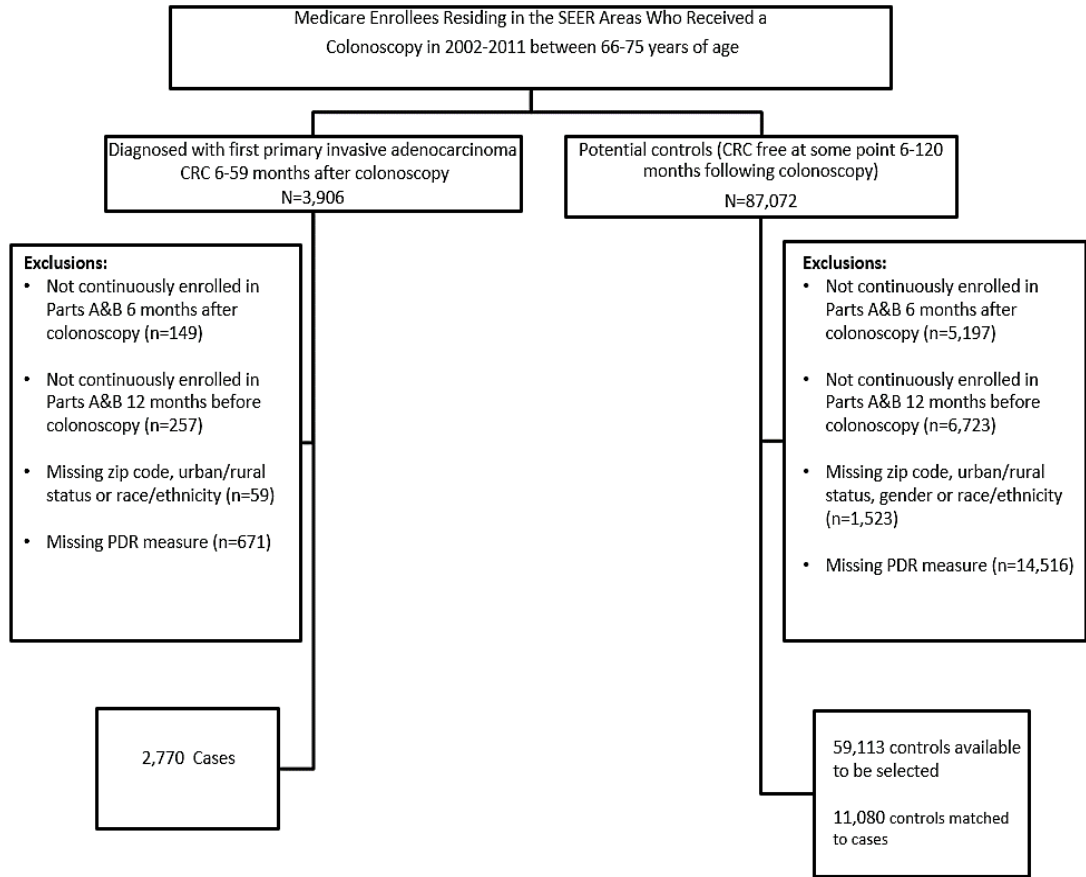 Medicare Enrollees Residing in the SEER Areas Who Received a
Colonoscopy in 2002-2011 between 66-75 years of age
Diagnosed with first primary invasive adenocarcinoma
CRC 6-59 months after colonoscopy
N=3,906
Potential controls (CRC free at some point 6-120
months following colonoscopy)
N=87,072
Exclusions:
• Not continuously enrolled in
Parts A&B 6 months after
colonoscopy (n=149)
• Not continuously enrolled in
Parts A&B 12 months before
colonoscopy (n=257)
• Missing zip code, urban/rural
status or race/ethnicity (n=59)
• Missing PDR measure (n=671)
Exclusions:
• Not continuously enrolled in
Parts A&B 6 months after
colonoscopy (n=5,197)
• Not continuously enrolled in
Parts A&B 12 months before
colonoscopy (n=6,723)
• Missing zip code, urban/rural
status, gender or race/ethnicity
(n=1,523)
• Missing PDR measure (n=14,516)
2,770 Cases
59,113 controls available
to be selected
11,080 controls matched
to cases